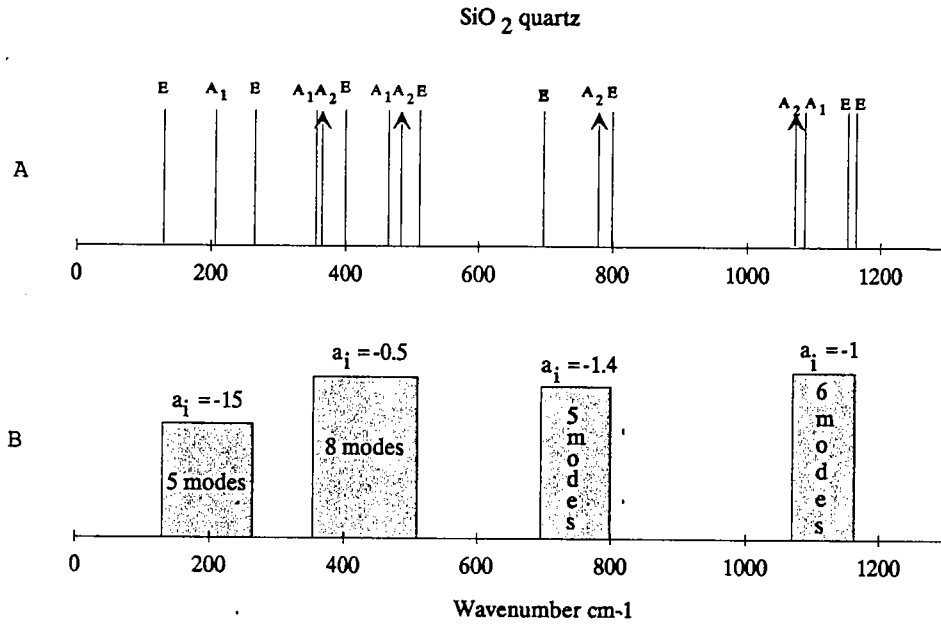 SiO 2 quartz
E A1 E A1 A2 E A1 A2 E E A2 E A2 A1 E E
A
0 200 400 600 800 1000 1200
ai = -15 ai = -0.5 ai = -1.4 ai = -1
B
5 modes 8 modes 5 modes 6 modes
0 200 400 600 800 1000 1200
Wavenumber cm-1